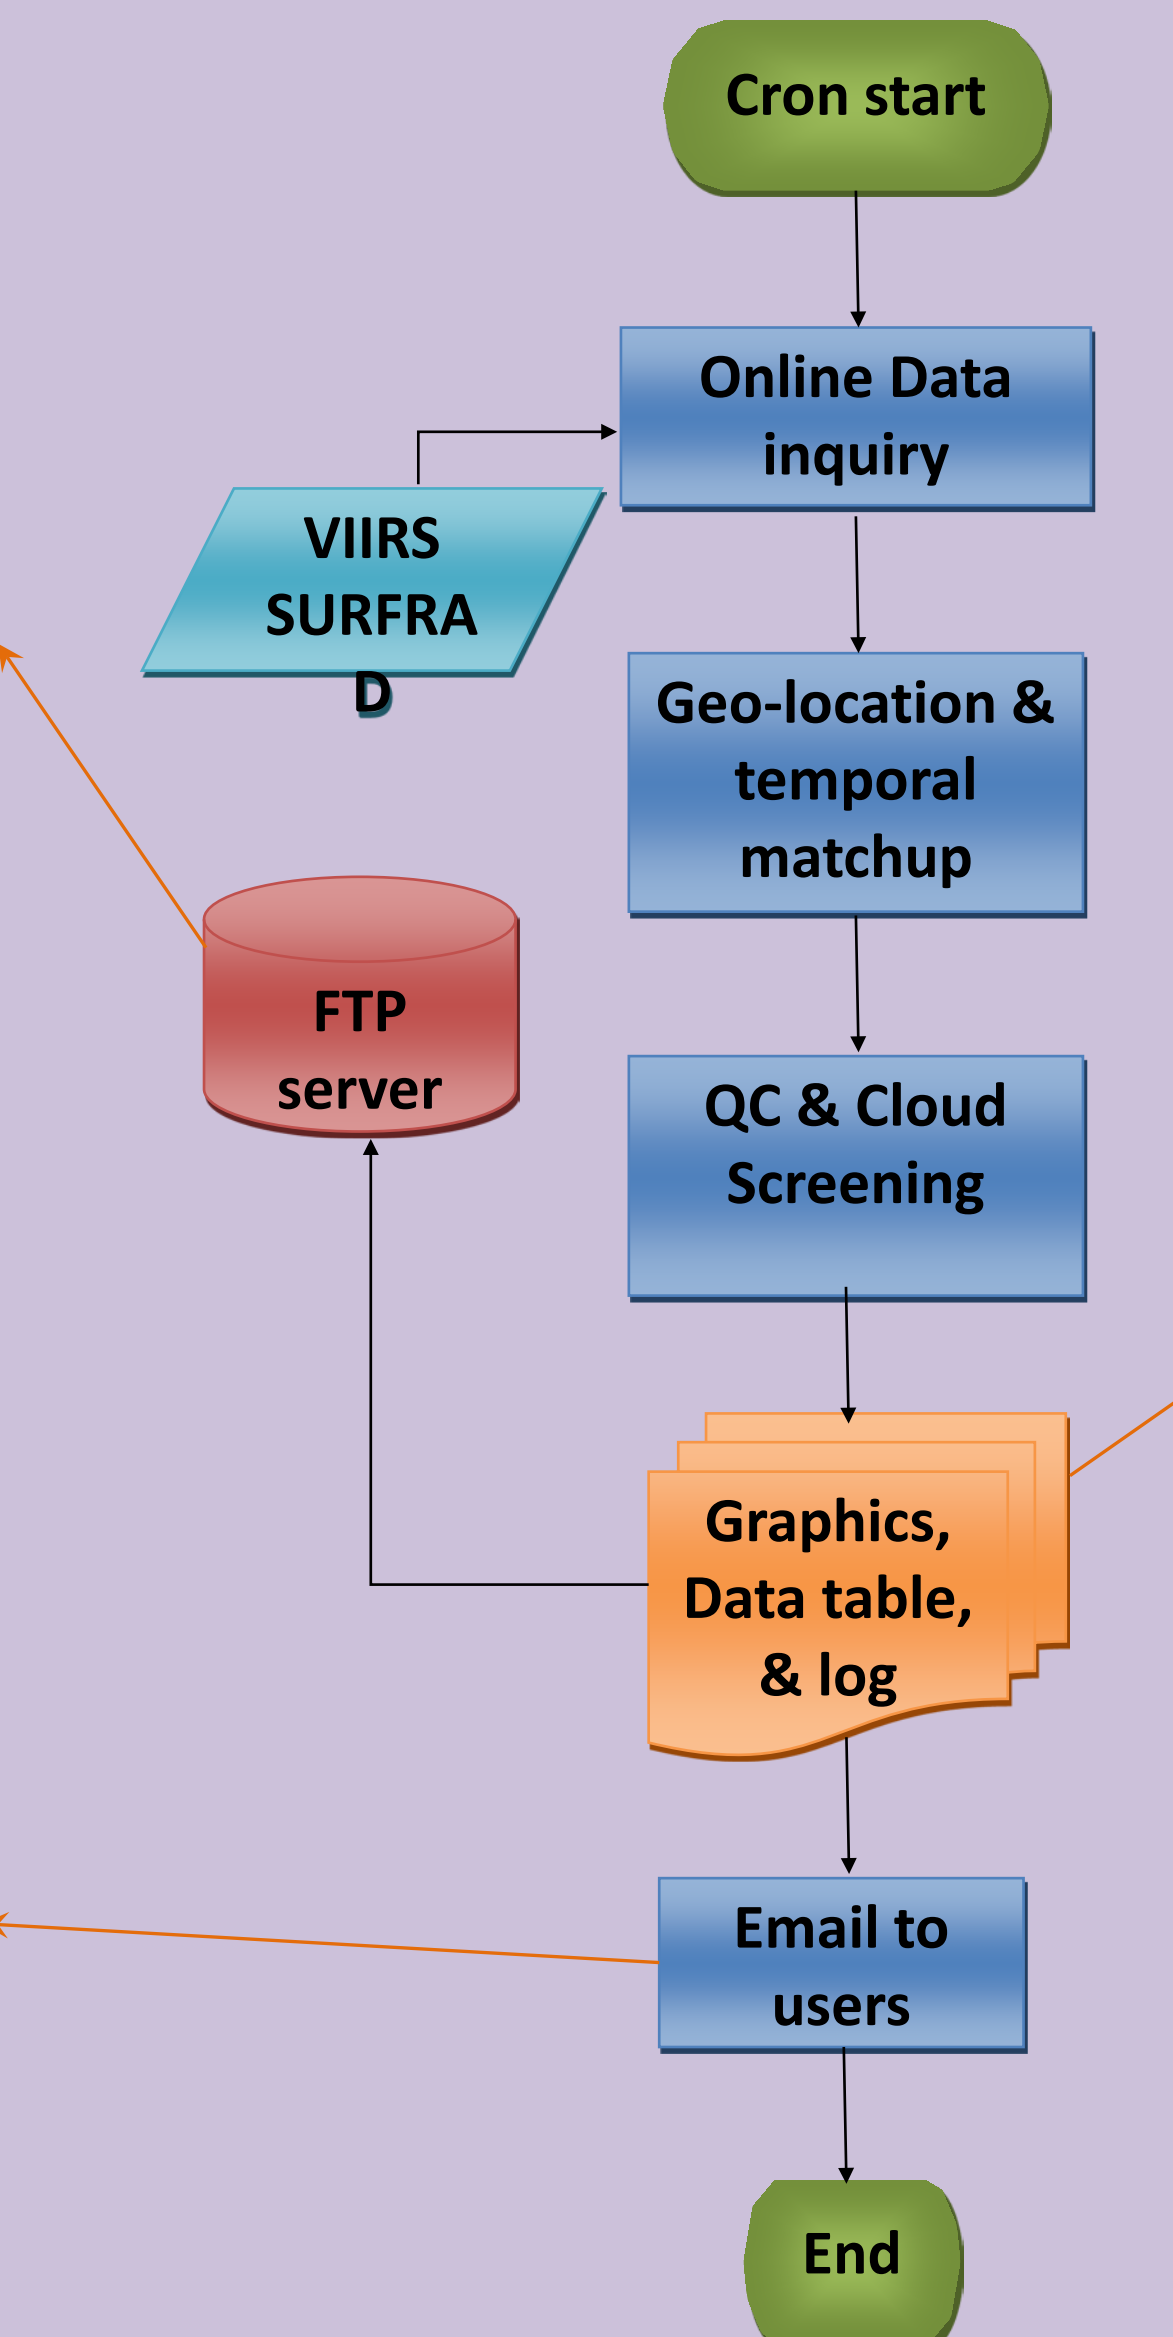 Cron start
Online Data
inquiry
VIIRS
SURFRA
D
Geo-location &
temporal
matchup
FTP
server
QC & Cloud
Screening
Graphics,
Data table,
& log
Email to
users
End